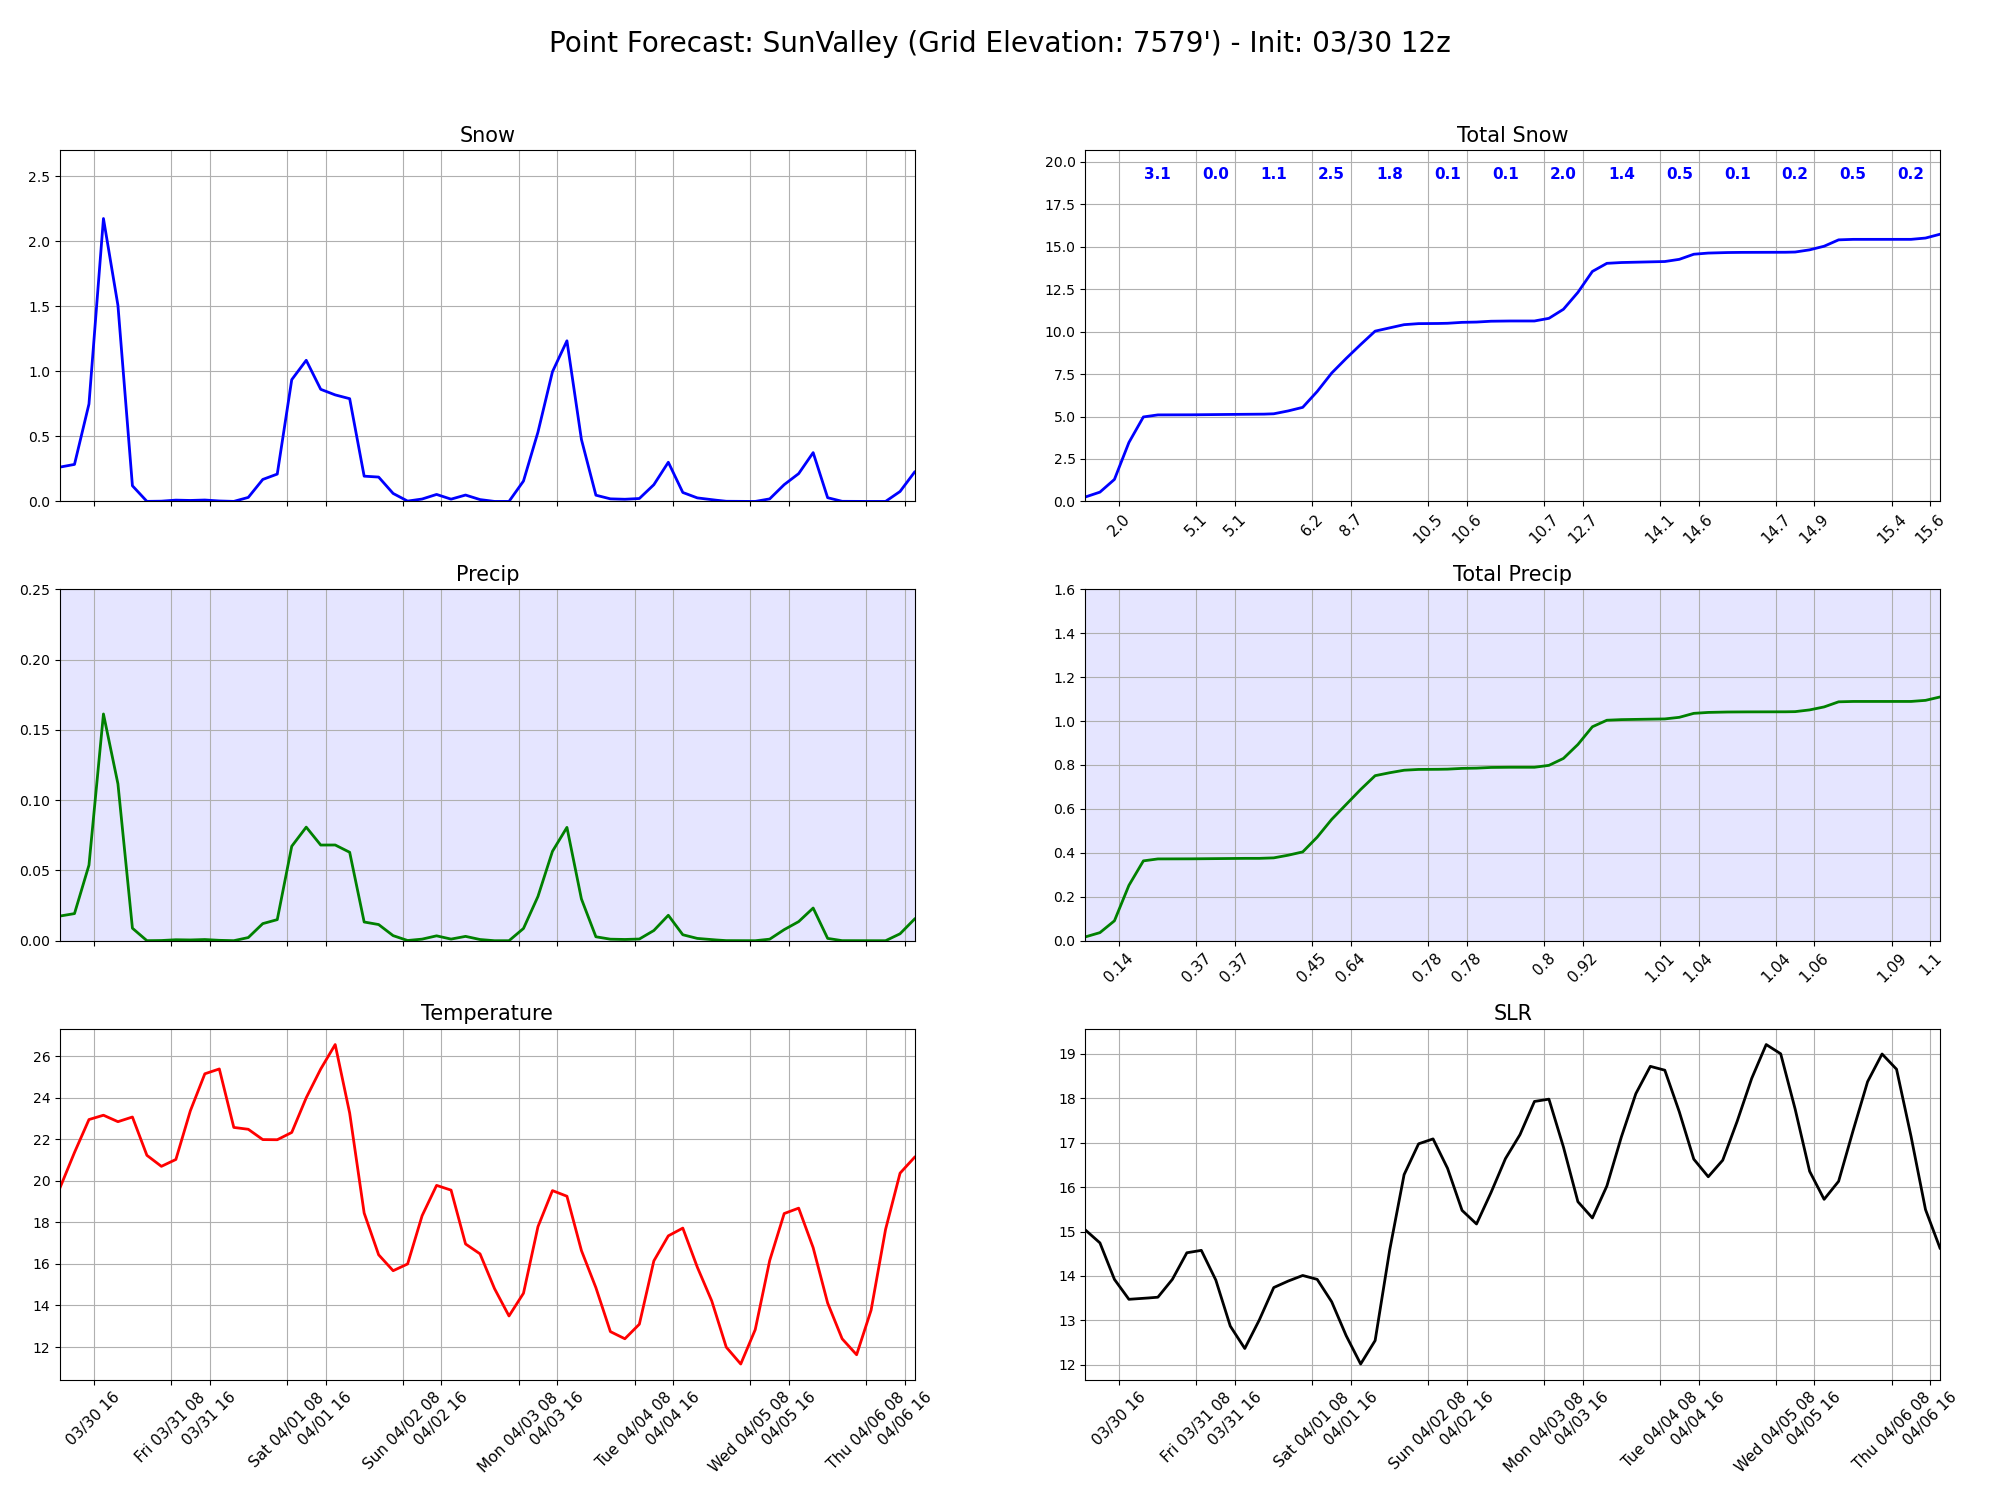 Point Forecast: SunValley (Grid Elevation: 7579') - Init: 03/30 12z
Snow
2.5
2.0
1.5
1.0
0.5
0.0
Total Snow
20.0
17.5
15.0
12.5
10.0
7.5
5.0
2.5
0.0
3.1 0.0 1.1 2.5 1.8 0.1 0.1 2.0 1.4 0.5 0.1 0.2 0.5 0.2
2.0 5.1 5.1 6.2 8.7 10.5 10.6 10.7 12.7 14.1 14.6 14.7 14.9 15.4 15.6
Precip
0.25
0.20
0.15
0.10
0.05
0.00
Total Precip
1.6
1.4
1.2
1.0
0.8
0.6
0.4
0.2
0.0
0.14 0.37 0.37 0.45 0.64 0.78 0.78 0.8 0.92 1.01 1.04 1.04 1.06 1.09 1.1
Temperature
26
24
22
20
18
16
14
12
03/30 16
Fri 03/31 08
03/31 16
Sat 04/01 08
04/01 16
Sun 04/02 08
04/02 16
Mon 04/03 08
04/03 16
Tue 04/04 08
04/04 16
Wed 04/05 08
04/05 16
Thu 04/06 08
04/06 16
SLR
19
18
17
16
15
14
13
12
03/30 16
Fri 03/31 08
03/31 16
Sat 04/01 08
04/01 16
Sun 04/02 08
04/02 16
Mon 04/03 08
04/03 16
Tue 04/04 08
04/04 16
Wed 04/05 08
04/05 16
Thu 04/06 08
04/06 16